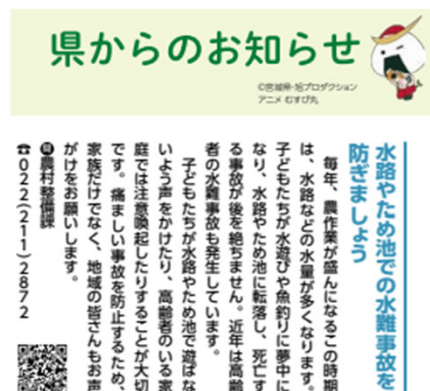 県からのお知らせ
©宮城県・旭プロダクション
アニメ むすび丸
水路やため池での水難事故を
防ぎましょう
毎年、農作業が盛んになるこの時期
は、水路などの水量が多くなります。
子どもたちが水遊びや魚釣りに夢中に
なり、水路やため池に転落し、死亡す
る事故が後を絶ちません。近年は高齢
者の水難事故も発生しています。
子どもたちが水路やため池で遊ばな
いよう声をかけたり、高齢者のいる家
庭では注意喚起したりすることが大切
です。痛ましい事故を防止するため、
家族だけでなく、地域の皆さんもお声
がけをお願いします。
問農村整備課
☎022(211)2872